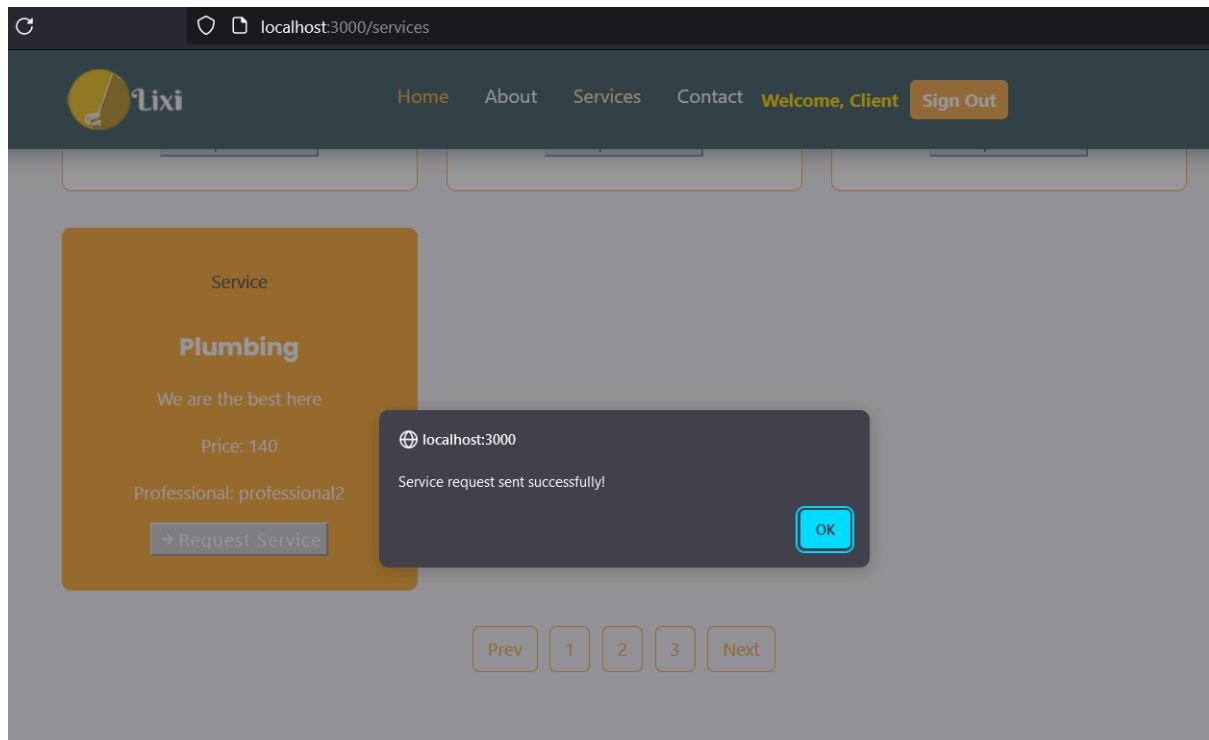 localhost:3000/services
Lixi
Home About Services Contact Welcome, Client Sign Out
Service
Plumbing
We are the best here
Price: 140
Professional: professional2
→ Request Service
localhost:3000
Service request sent successfully!
OK
Prev 1 2 3 Next